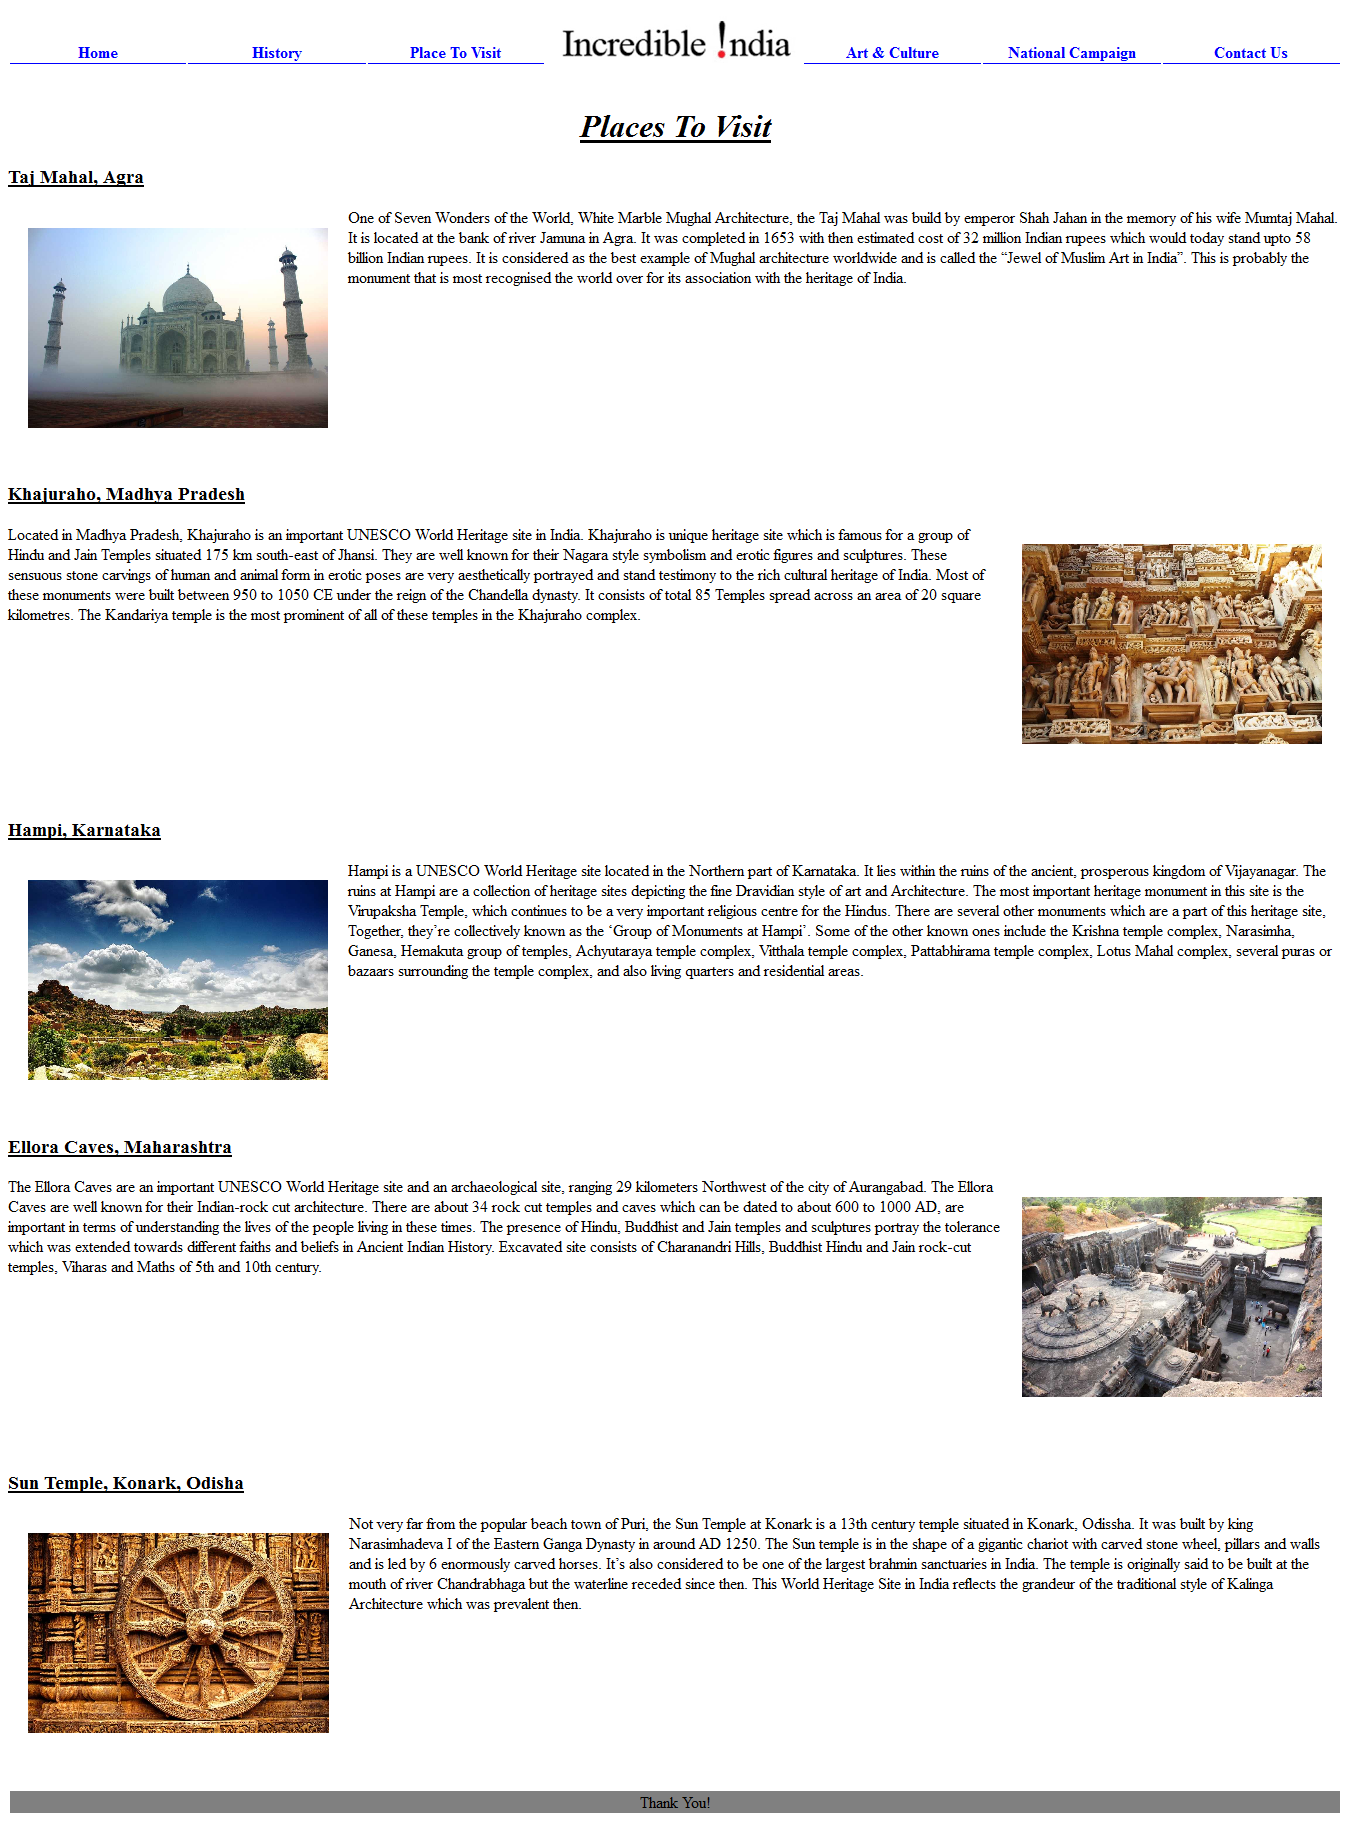 Home History Place To Visit Incredible !ndia Art & Culture National Campaign Contact Us
Places To Visit
Taj Mahal, Agra
One of Seven Wonders of the World, White Marble Mughal Architecture, the Taj Mahal was build by emperor Shah Jahan in the memory of his wife Mumtaj Mahal.
It is located at the bank of river Jamuna in Agra. It was completed in 1653 with then estimated cost of 32 million Indian rupees which would today stand upto 58
billion Indian rupees. It is considered as the best example of Mughal architecture worldwide and is called the “Jewel of Muslim Art in India”. This is probably the
monument that is most recognised the world over for its association with the heritage of India.
Khajuraho, Madhya Pradesh
Located in Madhya Pradesh, Khajuraho is an important UNESCO World Heritage site in India. Khajuraho is unique heritage site which is famous for a group of
Hindu and Jain Temples situated 175 km south-east of Jhansi. They are well known for their Nagara style symbolism and erotic figures and sculptures. These
sensuous stone carvings of human and animal form in erotic poses are very aesthetically portrayed and stand testimony to the rich cultural heritage of India. Most of
these monuments were built between 950 to 1050 CE under the reign of the Chandella dynasty. It consists of total 85 Temples spread across an area of 20 square
kilometres. The Kandariya temple is the most prominent of all of these temples in the Khajuraho complex.
Hampi, Karnataka
Hampi is a UNESCO World Heritage site located in the Northern part of Karnataka. It lies within the ruins of the ancient, prosperous kingdom of Vijayanagar. The
ruins at Hampi are a collection of heritage sites depicting the fine Dravidian style of art and Architecture. The most important heritage monument in this site is the
Virupaksha Temple, which continues to be a very important religious centre for the Hindus. There are several other monuments which are a part of this heritage site,
Together, they’re collectively known as the ‘Group of Monuments at Hampi’. Some of the other known ones include the Krishna temple complex, Narasimha,
Ganesa, Hemakuta group of temples, Achyutaraya temple complex, Vitthala temple complex, Pattabhirama temple complex, Lotus Mahal complex, several puras or
bazaars surrounding the temple complex, and also living quarters and residential areas.
Ellora Caves, Maharashtra
The Ellora Caves are an important UNESCO World Heritage site and an archaeological site, ranging 29 kilometers Northwest of the city of Aurangabad. The Ellora
Caves are well known for their Indian-rock cut architecture. There are about 34 rock cut temples and caves which can be dated to about 600 to 1000 AD, are
important in terms of understanding the lives of the people living in these times. The presence of Hindu, Buddhist and Jain temples and sculptures portray the tolerance
which was extended towards different faiths and beliefs in Ancient Indian History. Excavated site consists of Charanandri Hills, Buddhist Hindu and Jain rock-cut
temples, Viharas and Maths of 5th and 10th century.
Sun Temple, Konark, Odisha
Not very far from the popular beach town of Puri, the Sun Temple at Konark is a 13th century temple situated in Konark, Odissha. It was built by king
Narasimhadeva I of the Eastern Ganga Dynasty in around AD 1250. The Sun temple is in the shape of a gigantic chariot with carved stone wheel, pillars and walls
and is led by 6 enormously carved horses. It’s also considered to be one of the largest brahmin sanctuaries in India. The temple is originally said to be built at the
mouth of river Chandrabhaga but the waterline receded since then. This World Heritage Site in India reflects the grandeur of the traditional style of Kalinga
Architecture which was prevalent then.
Thank You!